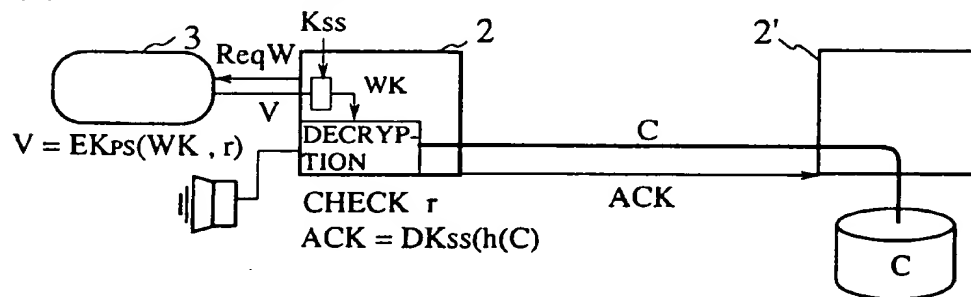 3
ReqW
V
V = EKPS(WK , r)
Kss
2
WK
DECRYP-
TION
CHECK r
ACK = DKss(h(C)
C
ACK
2'
C